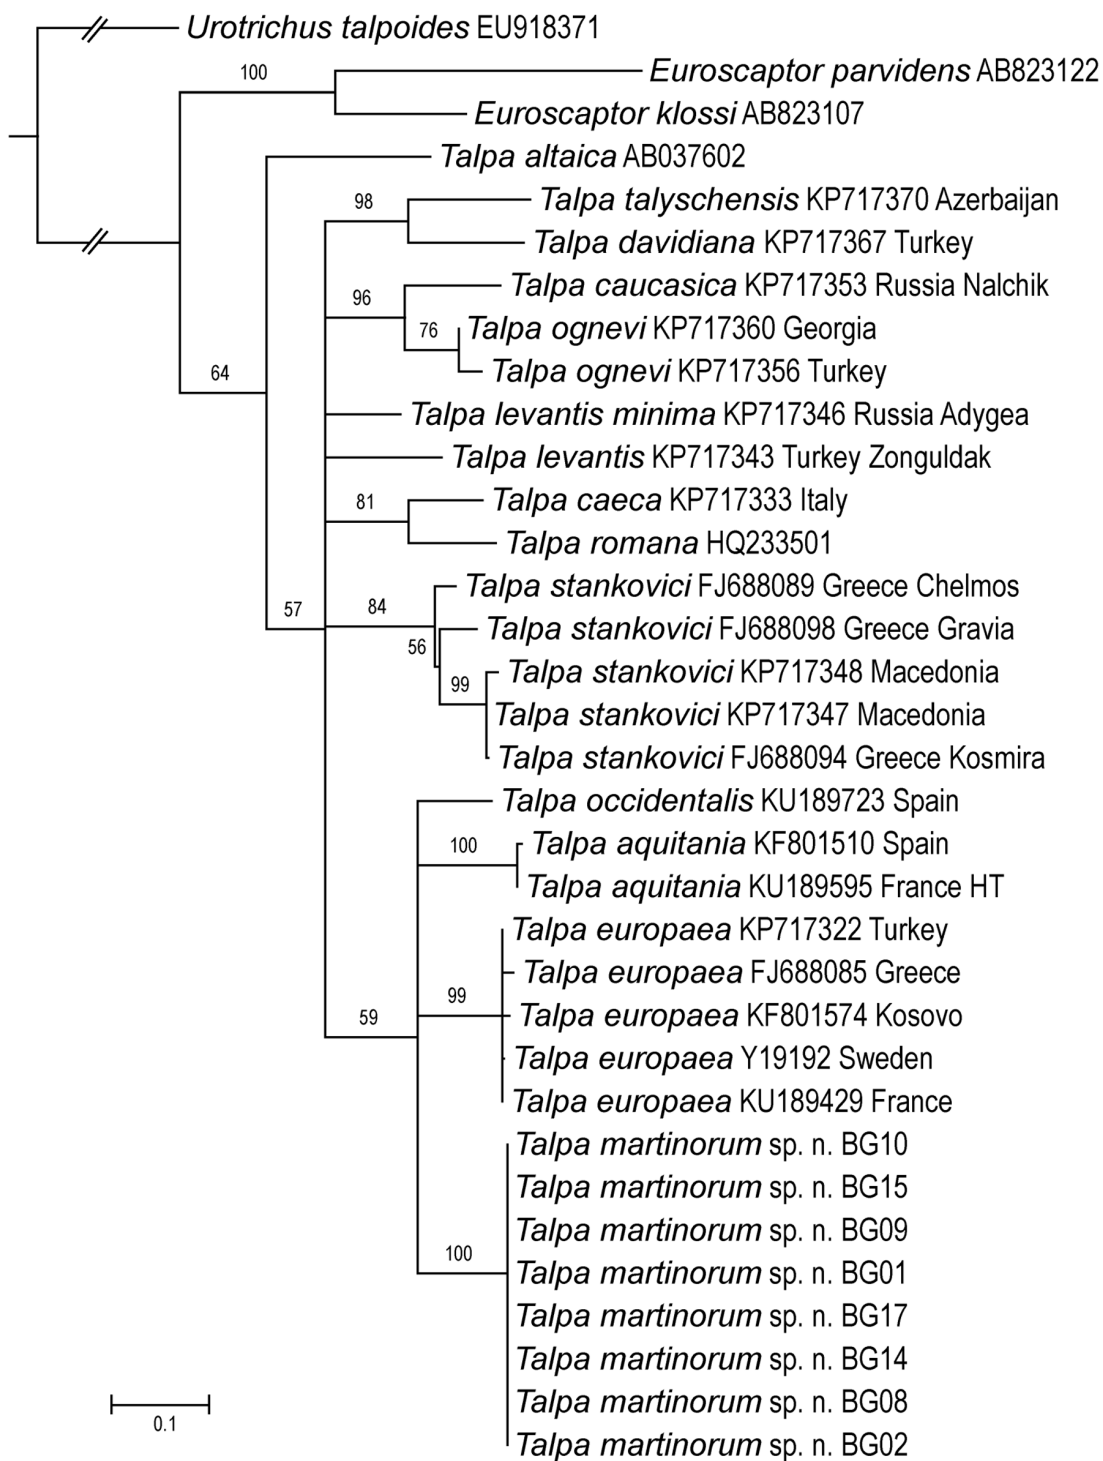 Urotrichus talpoides EU918371
100
Euroscaptor parvidens AB823122
Euroscaptor klossi AB823107
Talpa altaica AB037602
98
Talpa talyschensis KP717370 Azerbaijan
Talpa davidiana KP717367 Turkey
Talpa caucasica KP717353 Russia Nalchik
96
76
Talpa ognevi KP717360 Georgia
Talpa ognevi KP717356 Turkey
64
Talpa levantis minima KP717346 Russia Adygea
Talpa levantis KP717343 Turkey Zonguldak
81
Talpa caeca KP717333 Italy
Talpa romana HQ233501
Talpa stankovici FJ688089 Greece Chelmos
57
84
Talpa stankovici FJ688098 Greece Gravia
56
Talpa stankovici KP717348 Macedonia
99
Talpa stankovici KP717347 Macedonia
Talpa stankovici FJ688094 Greece Kosmira
Talpa occidentalis KU189723 Spain
100
Talpa aquitania KF801510 Spain
Talpa aquitania KU189595 France HT
Talpa europaea KP717322 Turkey
Talpa europaea FJ688085 Greece
99
Talpa europaea KF801574 Kosovo
59
Talpa europaea Y19192 Sweden
Talpa europaea KU189429 France
Talpa martinorum sp. n. BG10
Talpa martinorum sp. n. BG15
Talpa martinorum sp. n. BG09
100
Talpa martinorum sp. n. BG01
Talpa martinorum sp. n. BG17
Talpa martinorum sp. n. BG14
Talpa martinorum sp. n. BG08
0.1
Talpa martinorum sp. n. BG02